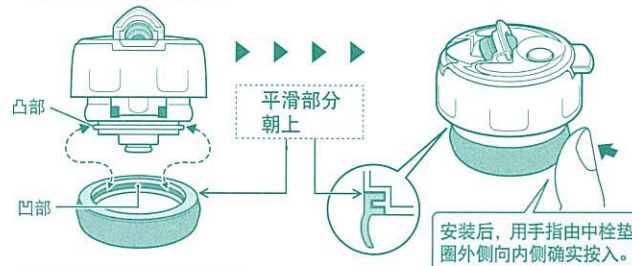 凸部
平滑部分
朝上
凹部
安装后，用手指由中栓垫
圈外侧向内侧确实按入。